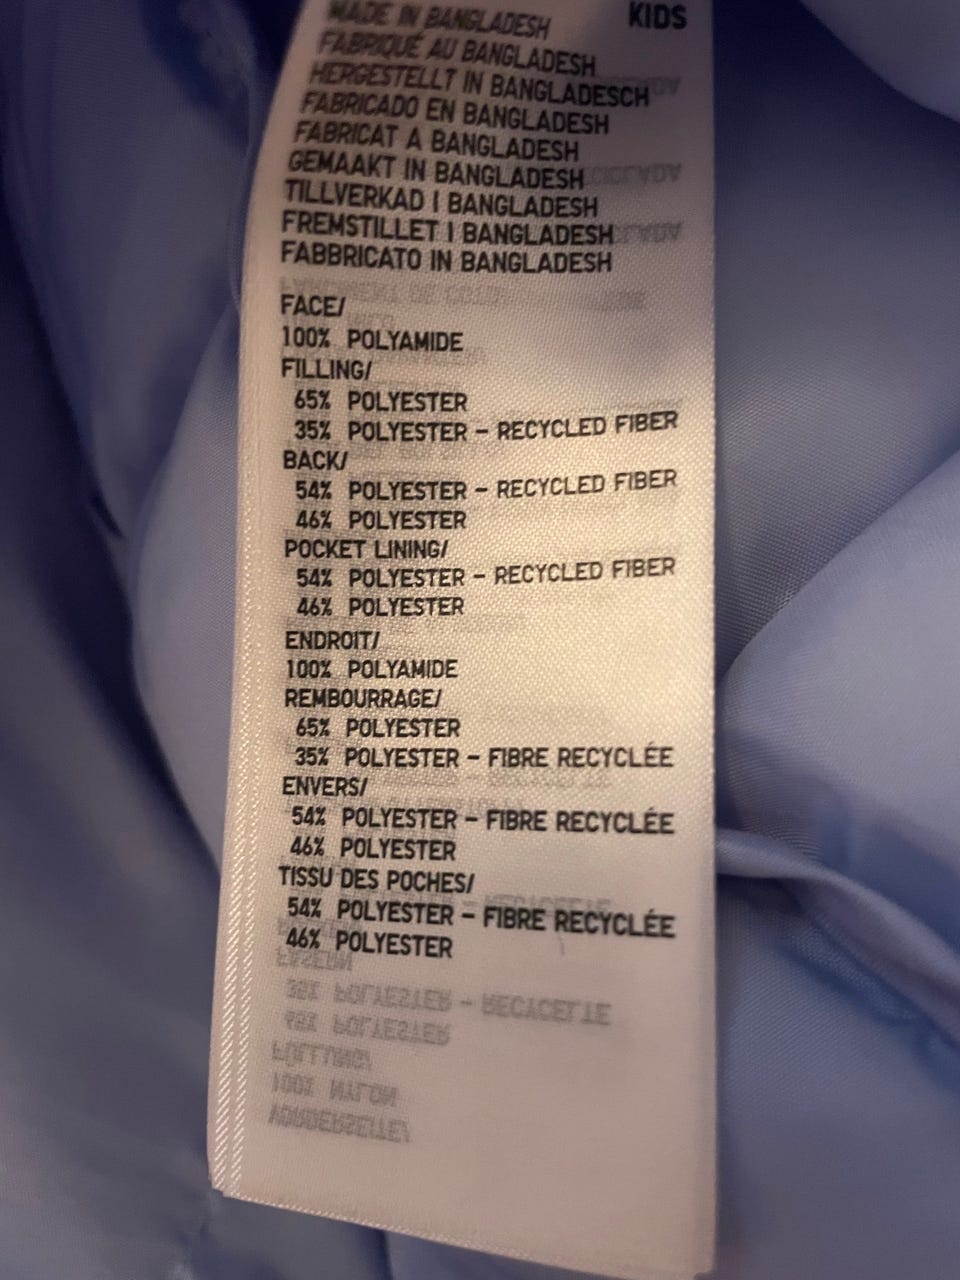 MADE IN BANGLADESH
KIDS
FABRIQUÉ AU BANGLADESH
HERGESTELLT IN BANGLADESCH
FABRICADO EN BANGLADESH
FABRICAT A BANGLADESH
GEMAAKT IN BANGLADESH
TILLVERKAD I BANGLADESH
FREMSTILLET I BANGLADESH
FABBRICATO IN BANGLADESH
FACE/
100% POLYAMIDE
FILLING/
65% POLYESTER
35% POLYESTER - RECYCLED FIBER
BACK/
54% POLYESTER - RECYCLED FIBER
46% POLYESTER
POCKET LINING/
54% POLYESTER - RECYCLED FIBER
46% POLYESTER
ENDROIT/
100% POLYAMIDE
REMBOURRAGE/
65% POLYESTER
35% POLYESTER - FIBRE RECYCLÉE
ENVERS/
54% POLYESTER - FIBRE RECYCLÉE
46% POLYESTER
TISSU DES POCHES/
54% POLYESTER - FIBRE RECYCLÉE
46% POLYESTER